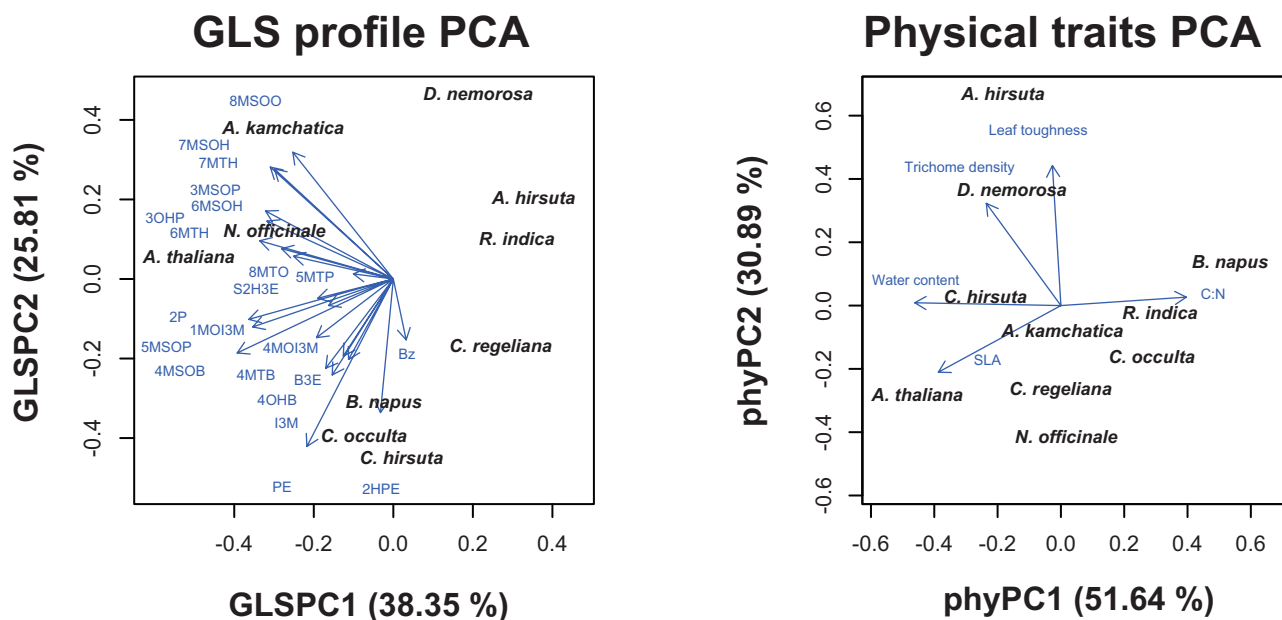 GLS profile PCA
GLSPC2 (25.81 %)
0.4
0.2
0.0
-0.2
-0.4
8MSOO
D. nemorosa
A. kamchatica
7MSOH
7MTH
3MSOP
A. hirsuta
6MSOH
3OHP
6MTH
N. officinale
R. indica
A. thaliana
8MTO
5MTP
S2H3E
2P
1MOI3M
5MSOP
4MOI3M
Bz
C. regeliana
4MSOB
4MTB
B3E
4OHB
B. napus
I3M
C. occulta
C. hirsuta
PE
2HPE
-0.4
-0.2
0.0
0.2
0.4
GLSPC1 (38.35 %)
Physical traits PCA
phyPC2 (30.89 %)
0.6
0.4
0.2
0.0
-0.2
-0.4
-0.6
A. hirsuta
Leaf toughness
Trichome density
D. nemorosa
B. napus
Water content
C. hirsuta
C:N
R. indica
A. kamchatica
SLA
C. occulta
A. thaliana
C. regeliana
N. officinale
-0.6
-0.4
-0.2
0.0
0.2
0.4
0.6
phyPC1 (51.64 %)